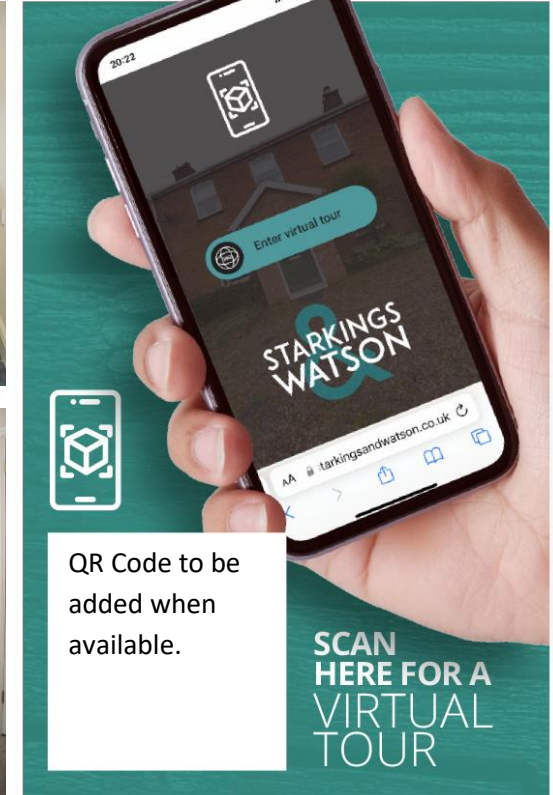 20:22
Enter virtual tour
&
STARKINGS
WATSON
AA starkingsandwatson.co.uk
QR Code to be
added when
available.
SCAN
HERE FOR A
VIRTUAL
TOUR